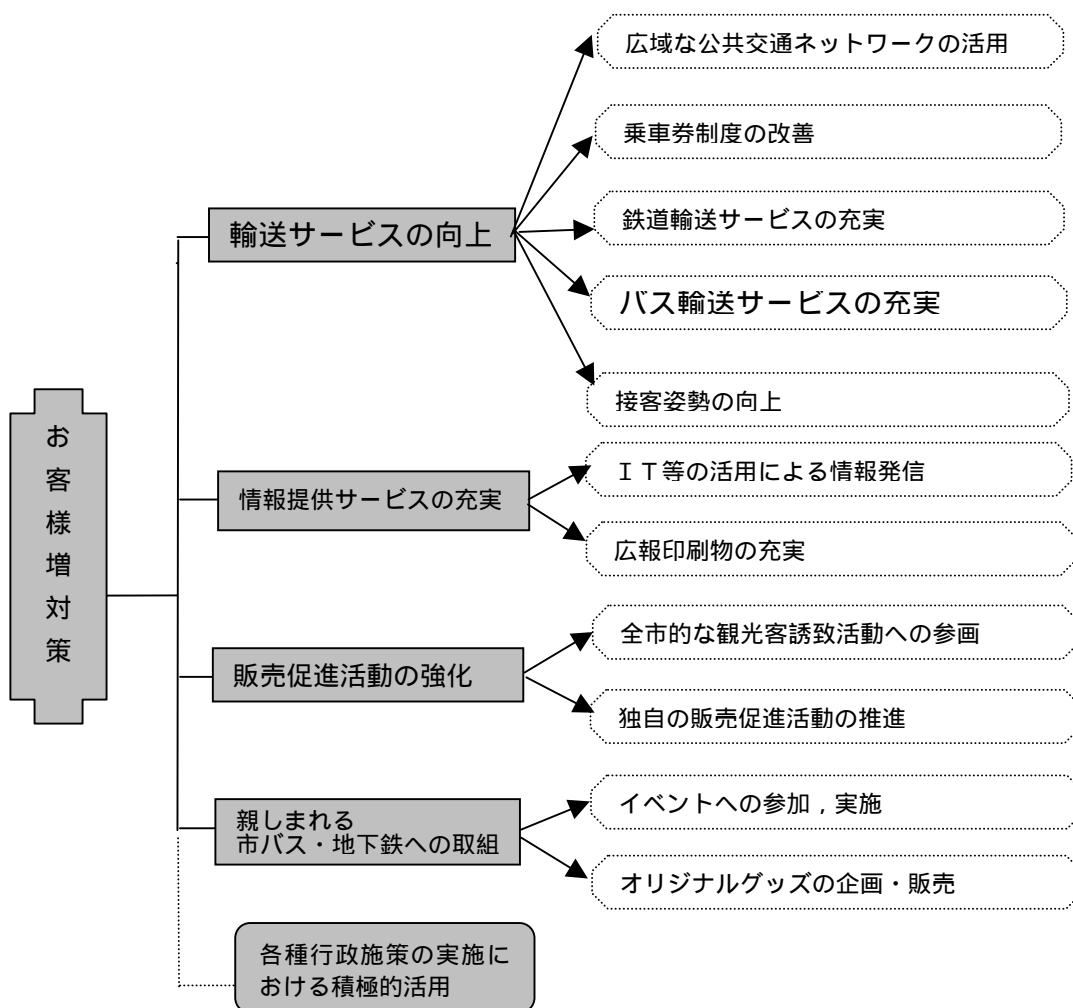 お客様増対策
輸送サービスの向上
広域な公共交通ネットワークの活用
乗車券制度の改善
鉄道輸送サービスの充実
バス輸送サービスの充実
接客姿勢の向上
情報提供サービスの充実
ＩＴ等の活用による情報発信
広報印刷物の充実
販売促進活動の強化
全市的な観光客誘致活動への参画
独自の販売促進活動の推進
親しまれる
市バス・地下鉄への取組
イベントへの参加，実施
オリジナルグッズの企画・販売
各種行政施策の実施に
おける積極的活用